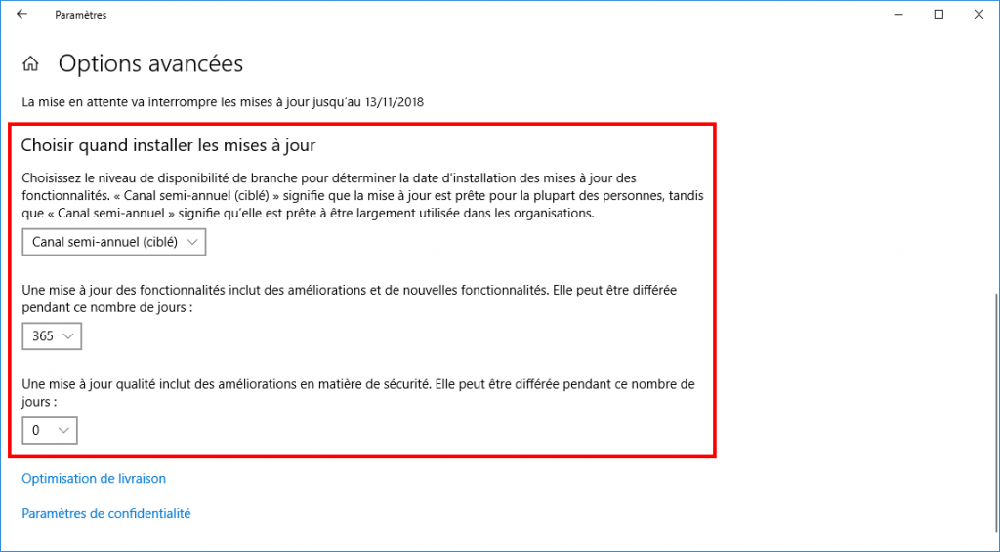 Paramètres
Options avancées
La mise en attente va interrompre les mises à jour jusqu'au 13/11/2018
Choisir quand installer les mises à jour
Choisissez le niveau de disponibilité de branche pour déterminer la date d'installation des mises à jour des
fonctionnalités. « Canal semi-annuel (ciblé) » signifie que la mise à jour est prête pour la plupart des personnes, tandis
que « Canal semi-annuel » signifie qu'elle est prête à être largement utilisée dans les organisations.
Canal semi-annuel (ciblé)
Une mise à jour des fonctionnalités inclut des améliorations et de nouvelles fonctionnalités. Elle peut être différée
pendant ce nombre de jours :
365
Une mise à jour qualité inclut des améliorations en matière de sécurité. Elle peut être différée pendant ce nombre de
jours :
0
Optimisation de livraison
Paramètres de confidentialité